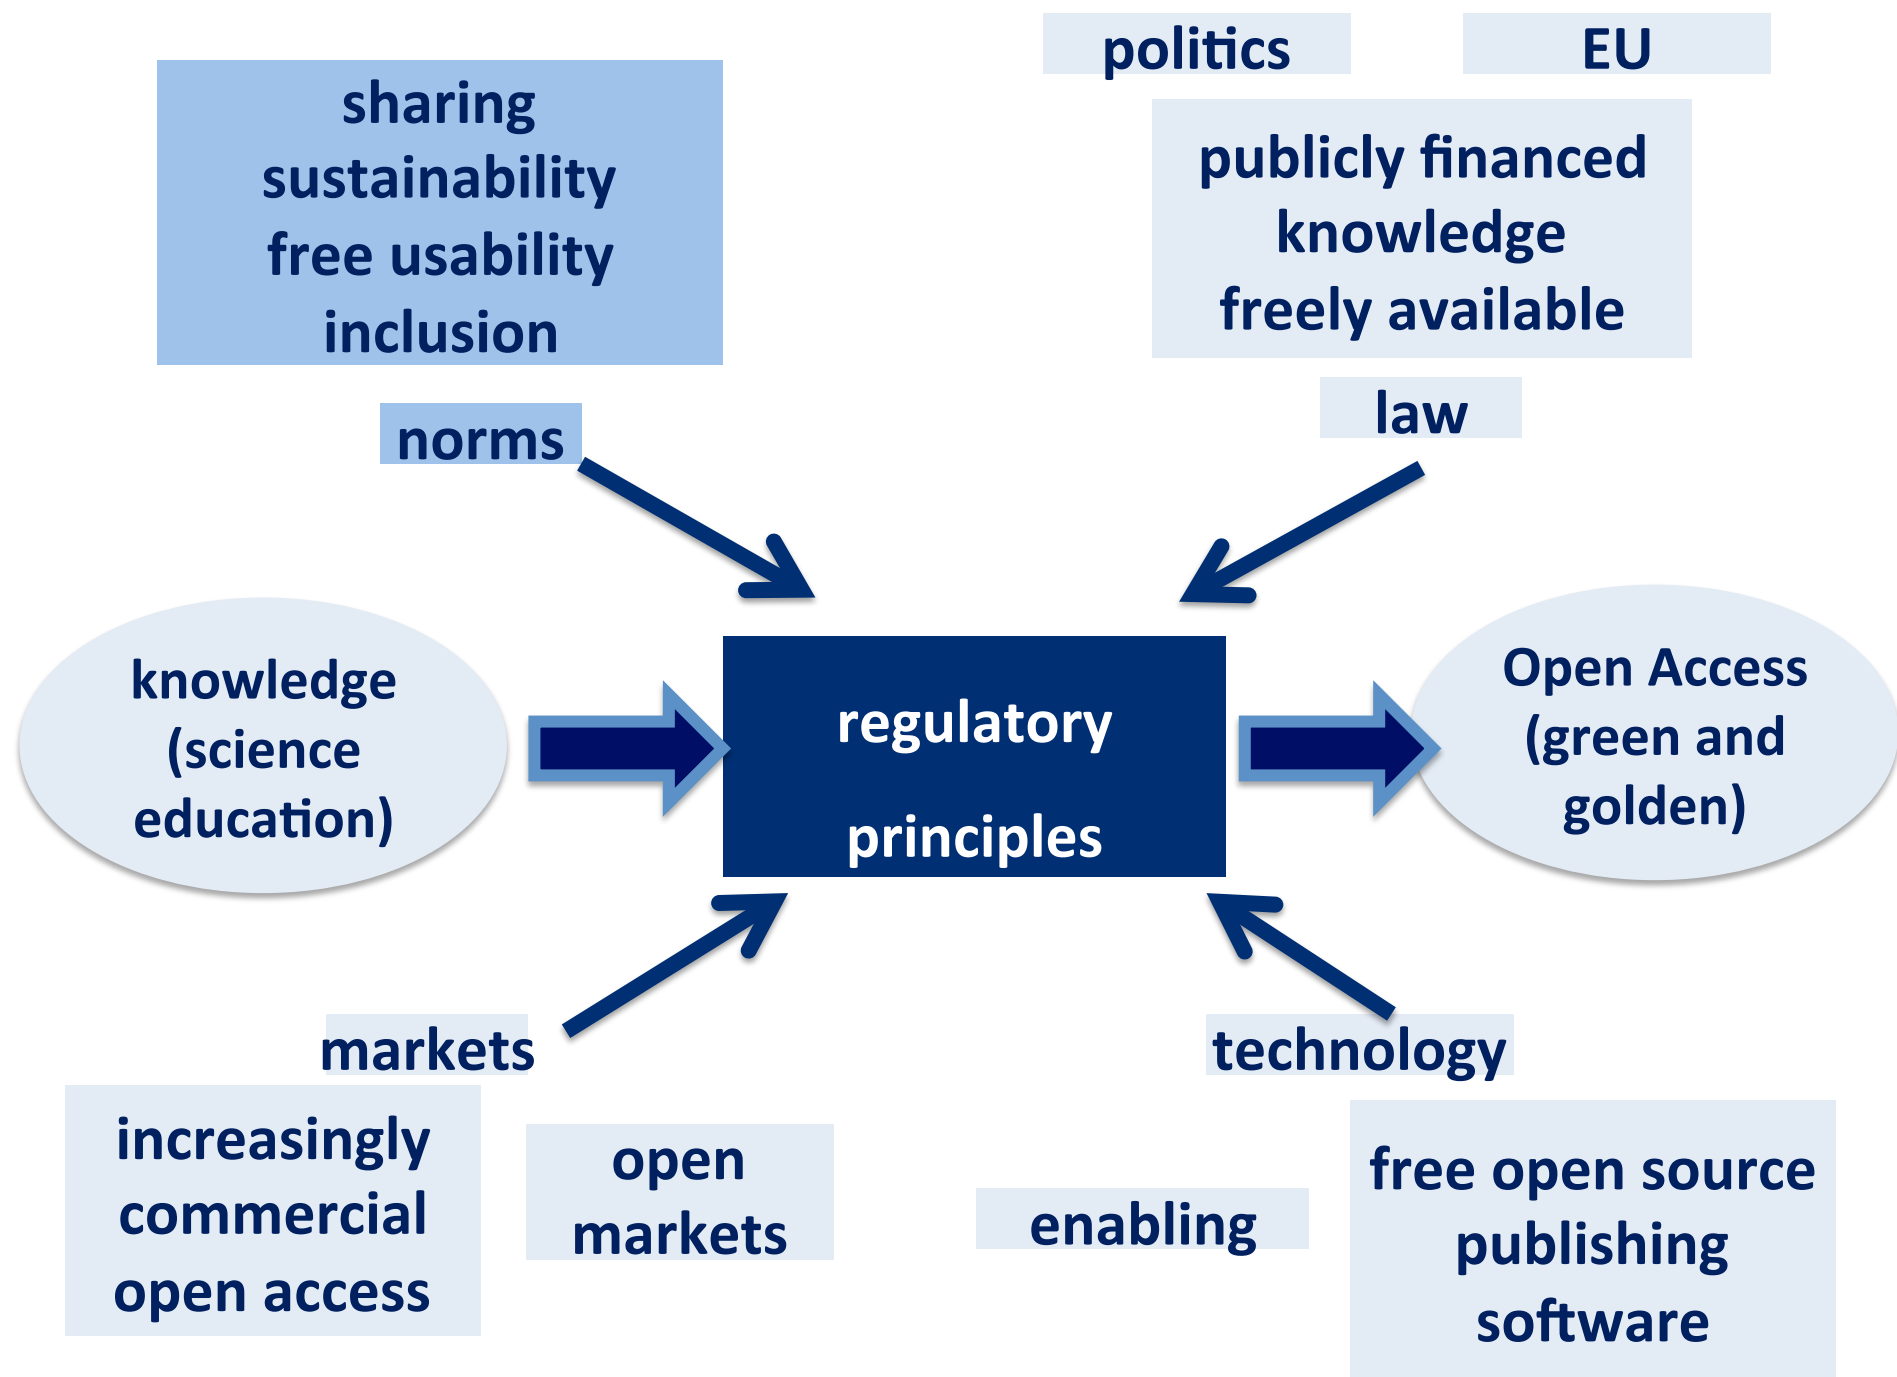 politics
EU
sharing
sustainability
free usability
inclusion
publicly financed
knowledge
freely available
norms
law
knowledge
(science
education)
regulatory
principles
Open Access
(green and
golden)
markets
technology
increasingly
commercial
open access
open
markets
enabling
free open source
publishing
software